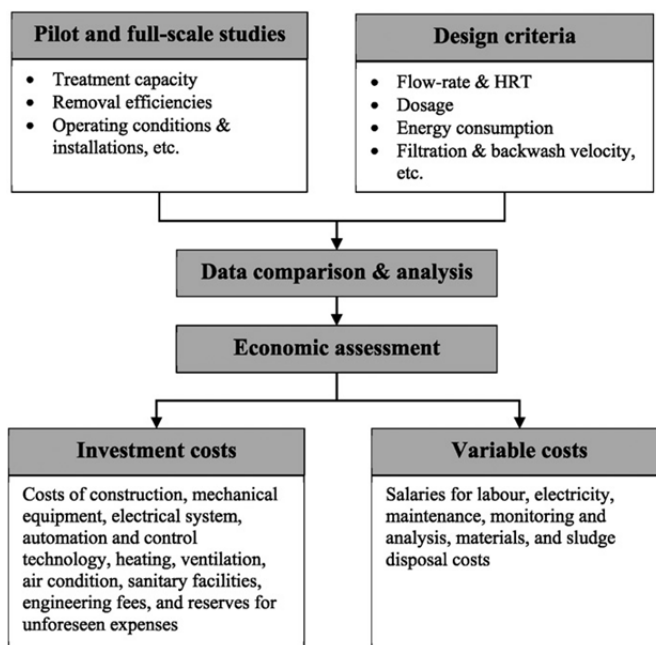 Pilot and full-scale studies
• Treatment capacity
• Removal efficiencies
• Operating conditions &
installations, etc.
Design criteria
• Flow-rate & HRT
• Dosage
• Energy consumption
• Filtration & backwash velocity,
etc.
Data comparison & analysis
Economic assessment
Investment costs
Costs of construction, mechanical
equipment, electrical system,
automation and control
technology, heating, ventilation,
air condition, sanitary facilities,
engineering fees, and reserves for
unforeseen expenses
Variable costs
Salaries for labour, electricity,
maintenance, monitoring and
analysis, materials, and sludge
disposal costs